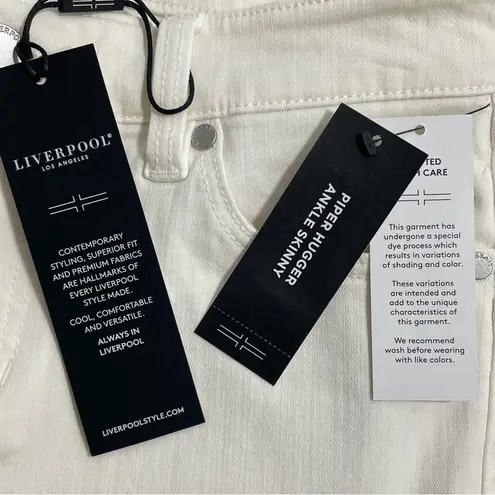 LIVERPOOL®
LOS ANGELES
CONTEMPORARY
STYLING, SUPERIOR FIT
AND PREMIUM FABRICS
ARE HALLMARKS OF
EVERY LIVERPOOL
STYLE MADE.
COOL, COMFORTABLE
AND VERSATILE.
ALWAYS IN
LIVERPOOL
LIVERPOOLSTYLE.COM
PIPER HUGGER
ANKLE SKINNY
CARE
This garment has
undergone a special
dye process which
results in variations
of shading and color.
These variations
are intended and
add to the unique
characteristics of
this garment.
We recommend
wash before wearing
with like colors.